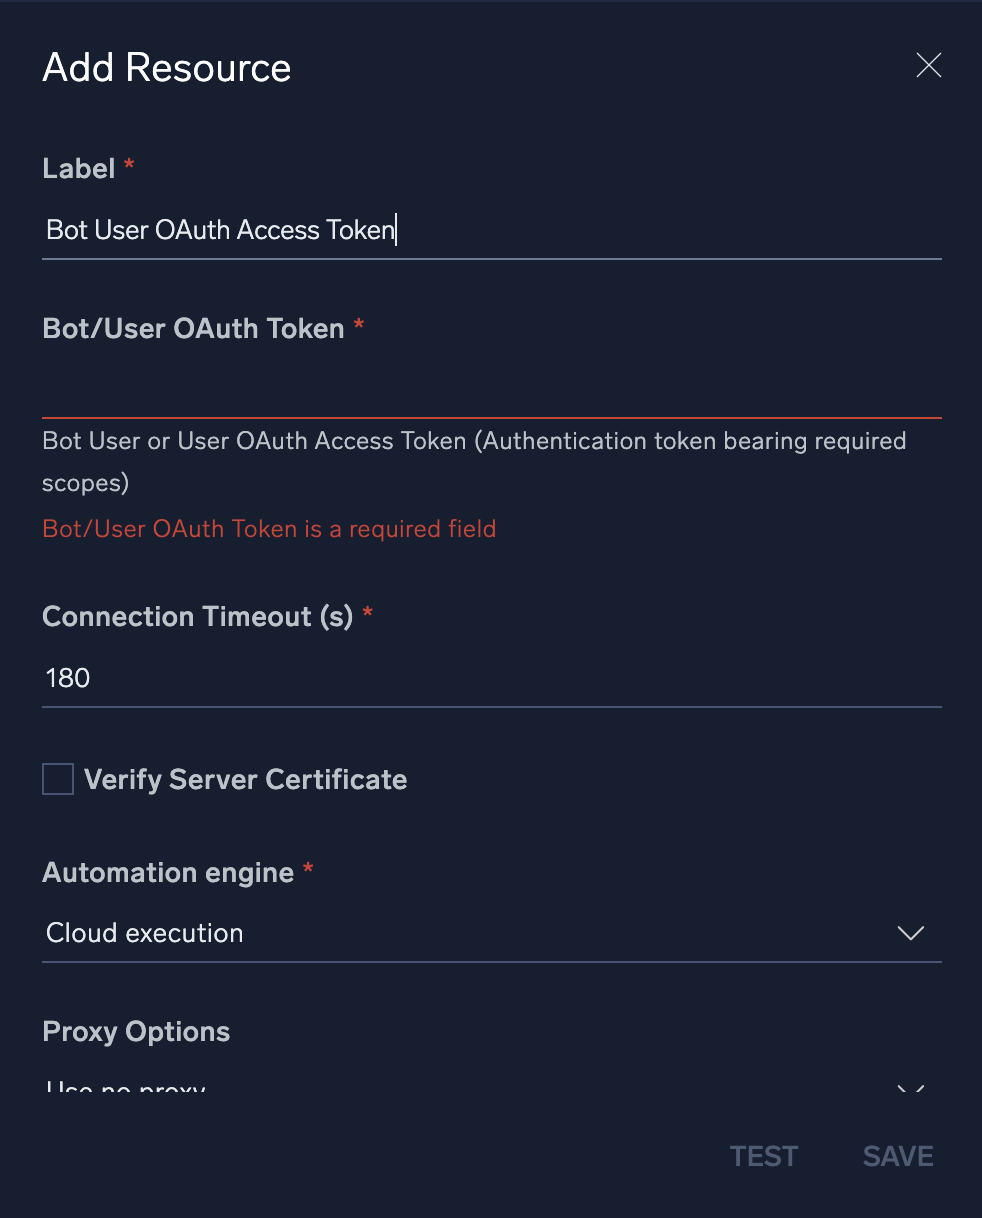 Add Resource
Label *
Bot User OAuth Access Token
Bot/User OAuth Token *
Bot User or User OAuth Access Token (Authentication token bearing required
scopes)
Bot/User OAuth Token is a required field
Connection Timeout (s) *
180
Verify Server Certificate
Automation engine *
Cloud execution
Proxy Options
Use no proxy
TEST SAVE